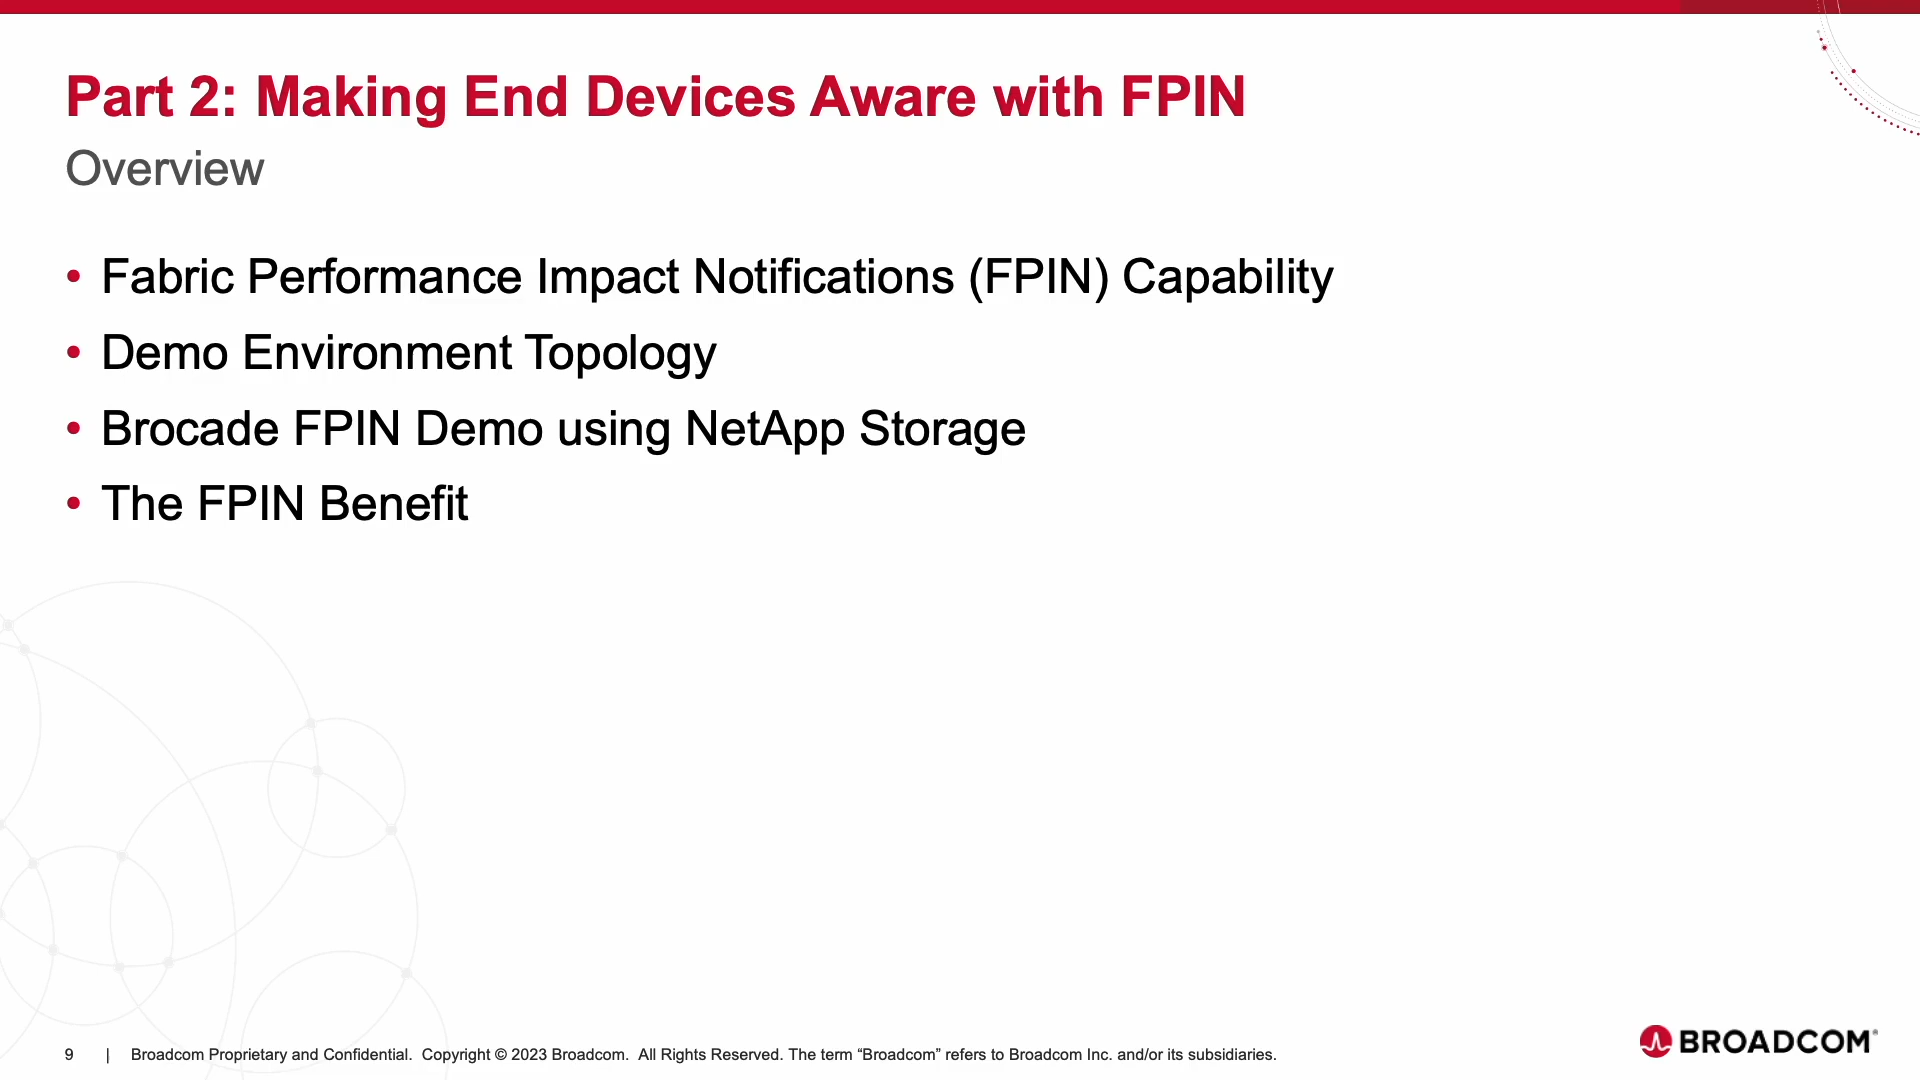 Part 2: Making End Devices Aware with FPIN
Overview
• Fabric Performance Impact Notifications (FPIN) Capability
• Demo Environment Topology
• Brocade FPIN Demo using NetApp Storage
• The FPIN Benefit
9 | Broadcom Proprietary and Confidential. Copyright © 2023 Broadcom. All Rights Reserved. The term “Broadcom” refers to Broadcom Inc. and/or its subsidiaries.
BROADCOM®